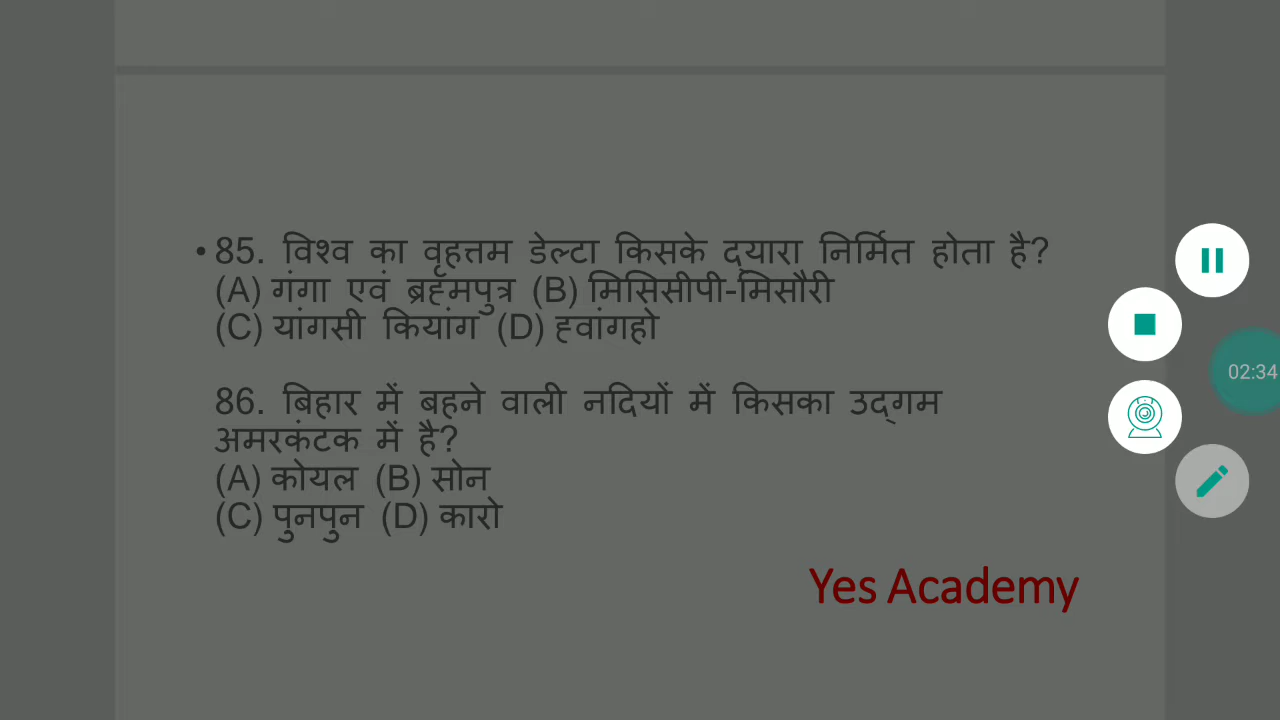 • 85. विश्व का वृहत्तम डेल्टा किसके द्यारा निर्मित होता है?
(A) गंगा एवं ब्रह्मपुत्र (B) मिसिसीपी-मिसौरी
(C) यांगसी कियांग (D) ह्वांगहो
86. बिहार में बहने वाली नदियों में किसका उद्गम
अमरकंटक में है?
(A) कोयल (B) सोन
(C) पुनपुन (D) कारो
Yes Academy
02:34